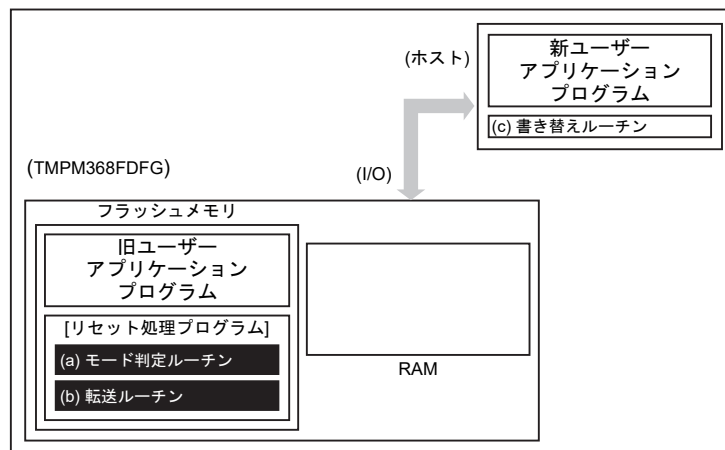 (ホスト)
新ユーザー
アプリケーション
プログラム
(c) 書き替えルーチン
(TMPM368FDFG)
(I/O)
フラッシュメモリ
旧ユーザー
アプリケーション
プログラム
[リセット処理プログラム]
(a) モード判定ルーチン
(b) 転送ルーチン
RAM